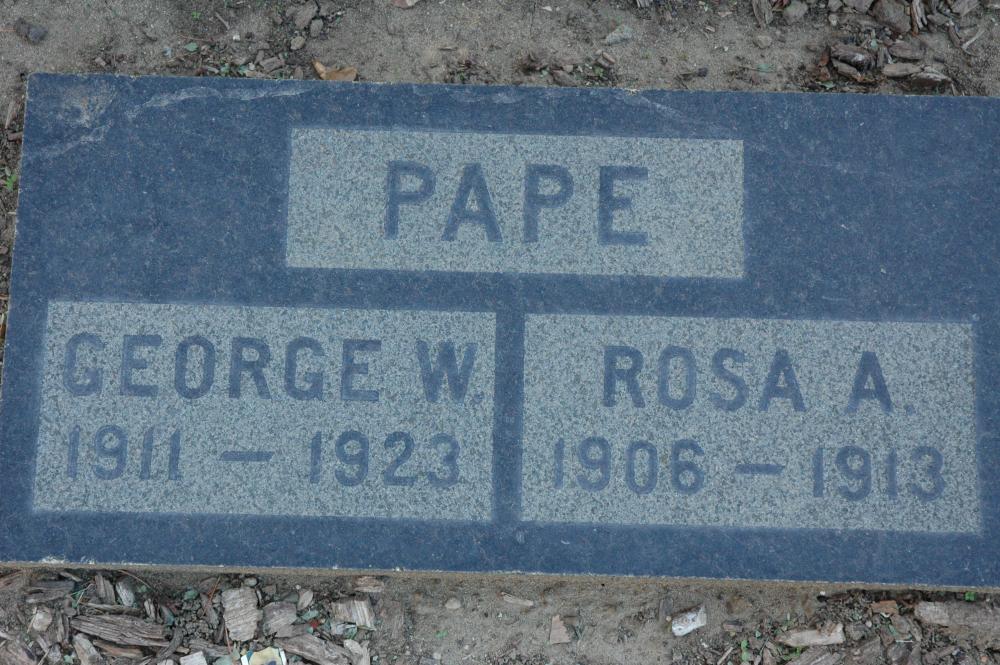 PAPE
GEORGE W.
1911 — 1923
ROSA A.
1906 — 1913